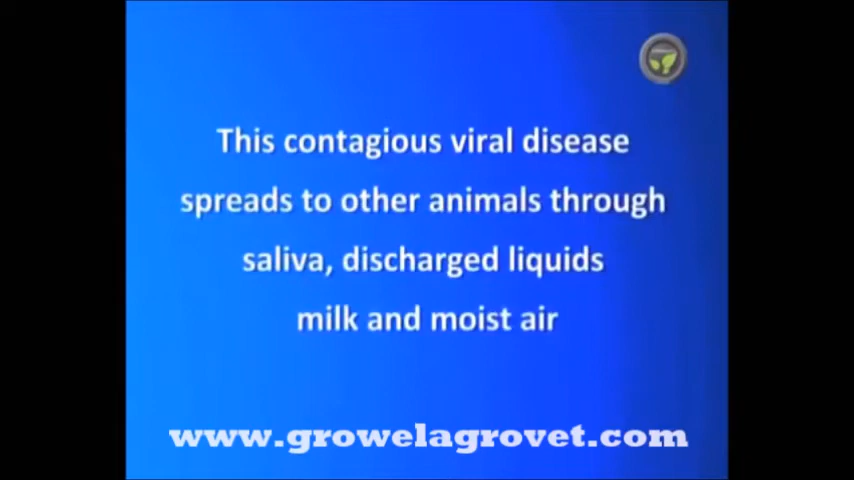 This contagious viral disease
spreads to other animals through
saliva, discharged liquids
milk and moist air
www.growelagrovet.com